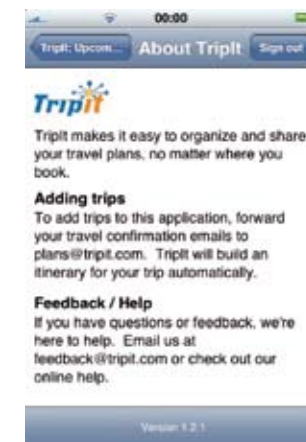 00:00
TripIt: Upcom... About TripIt Sign out
TripIt
TripIt makes it easy to organize and share
your travel plans, no matter where you
book.
Adding trips
To add trips to this application, forward
your travel confirmation emails to
plans@tripit.com. TripIt will build an
itinerary for your trip automatically.
Feedback / Help
If you have questions or feedback, we're
here to help. Email us at
feedback@tripit.com or check out our
online help.
Version 1.2.1